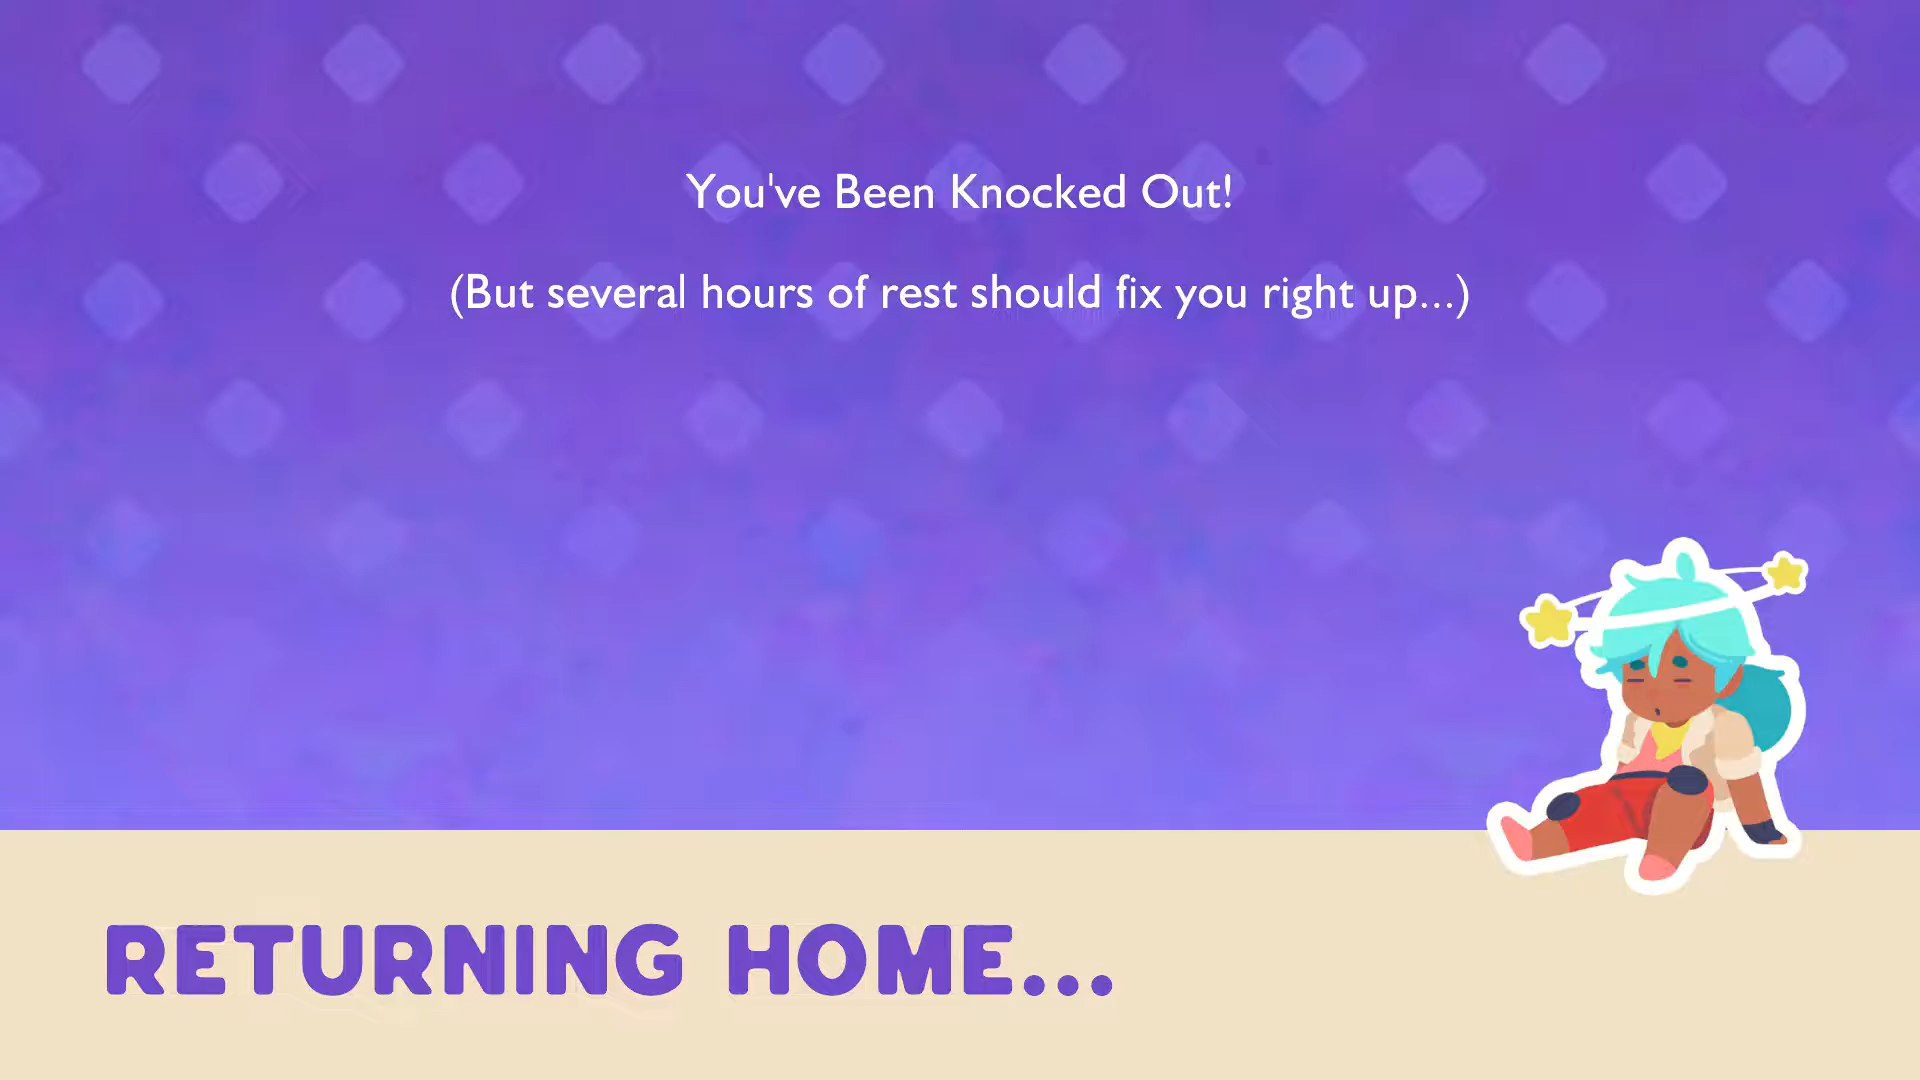 You've Been Knocked Out!
(But several hours of rest should fix you right up...)
RETURNING HOME...